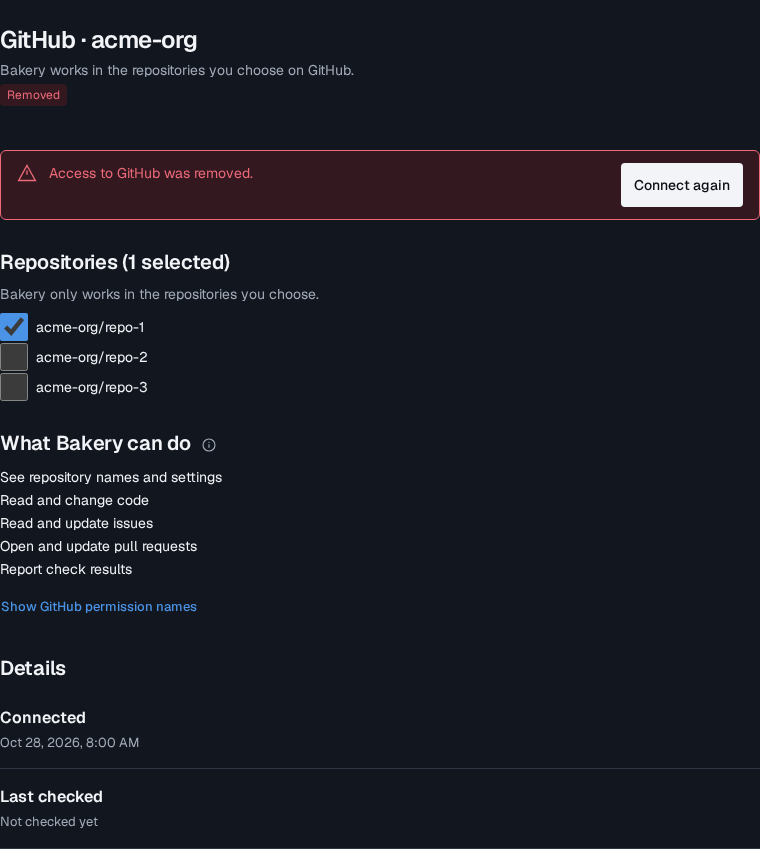 GitHub · acme-org
Bakery works in the repositories you choose on GitHub.
Removed
Access to GitHub was removed.
Connect again
Repositories (1 selected)
Bakery only works in the repositories you choose.
acme-org/repo-1
acme-org/repo-2
acme-org/repo-3
What Bakery can do
See repository names and settings
Read and change code
Read and update issues
Open and update pull requests
Report check results
Show GitHub permission names
Details
Connected
Oct 28, 2026, 8:00 AM
Last checked
Not checked yet